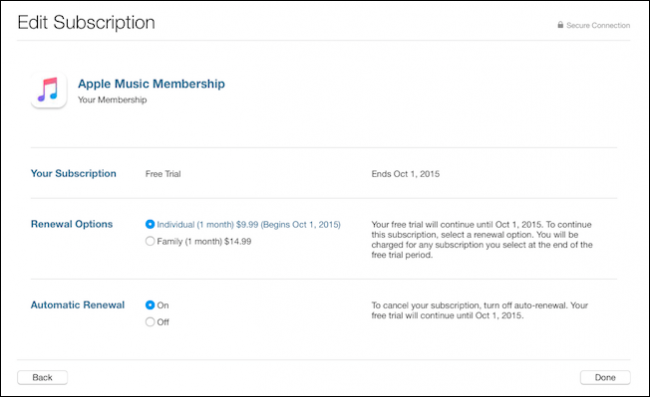 Edit Subscription
Secure Connection
Apple Music Membership
Your Membership
Your Subscription
Free Trial
Ends Oct 1, 2015
Renewal Options
Individual (1 month) $9.99 (Begins Oct 1, 2015)
Family (1 month) $14.99
Your free trial will continue until Oct 1, 2015. To continue
this subscription, select a renewal option. You will be
charged for any subscription you select at the end of the
free trial period.
Automatic Renewal
On
Off
To cancel your subscription, turn off auto-renewal. Your
free trial will continue until Oct 1, 2015.
Back
Done